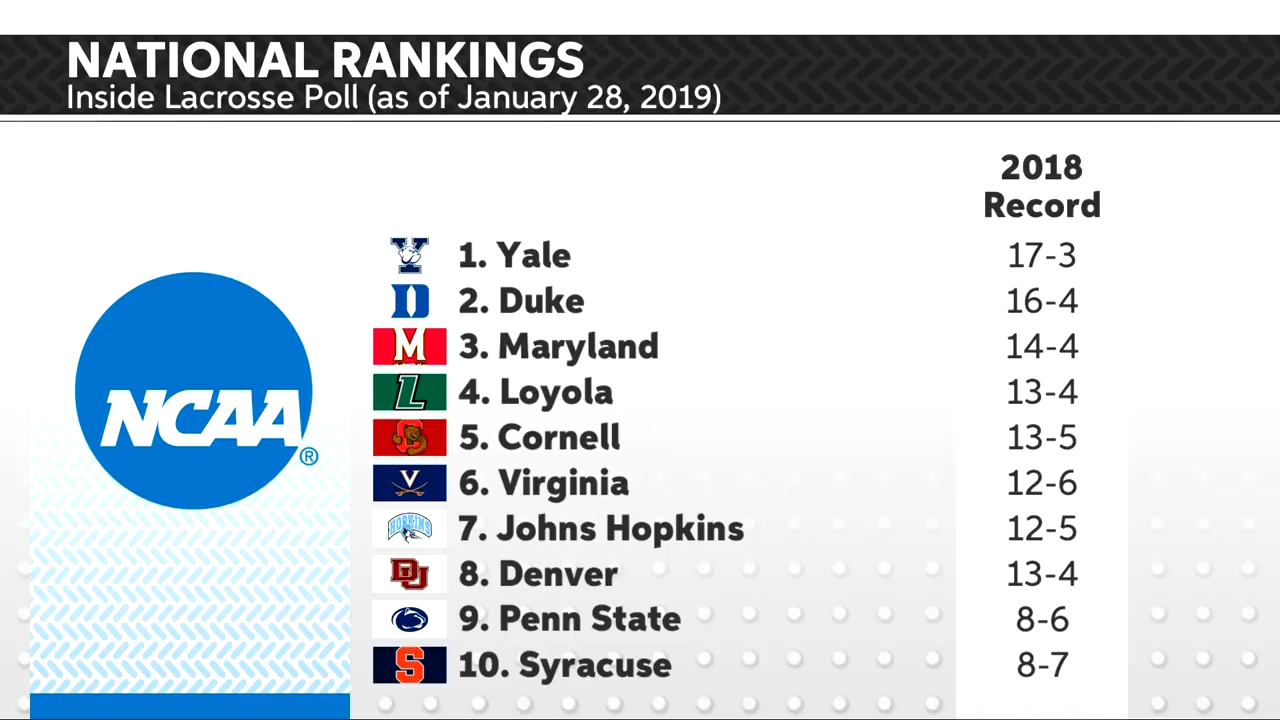 NATIONAL RANKINGS
Inside Lacrosse Poll (as of January 28, 2019)
2018
Record
1. Yale 17-3
2. Duke 16-4
3. Maryland 14-4
4. Loyola 13-4
5. Cornell 13-5
6. Virginia 12-6
7. Johns Hopkins 12-5
8. Denver 13-4
9. Penn State 8-6
10. Syracuse 8-7
NCAA®
Y
D
M
L
C
V
HOPKINS
DU
S